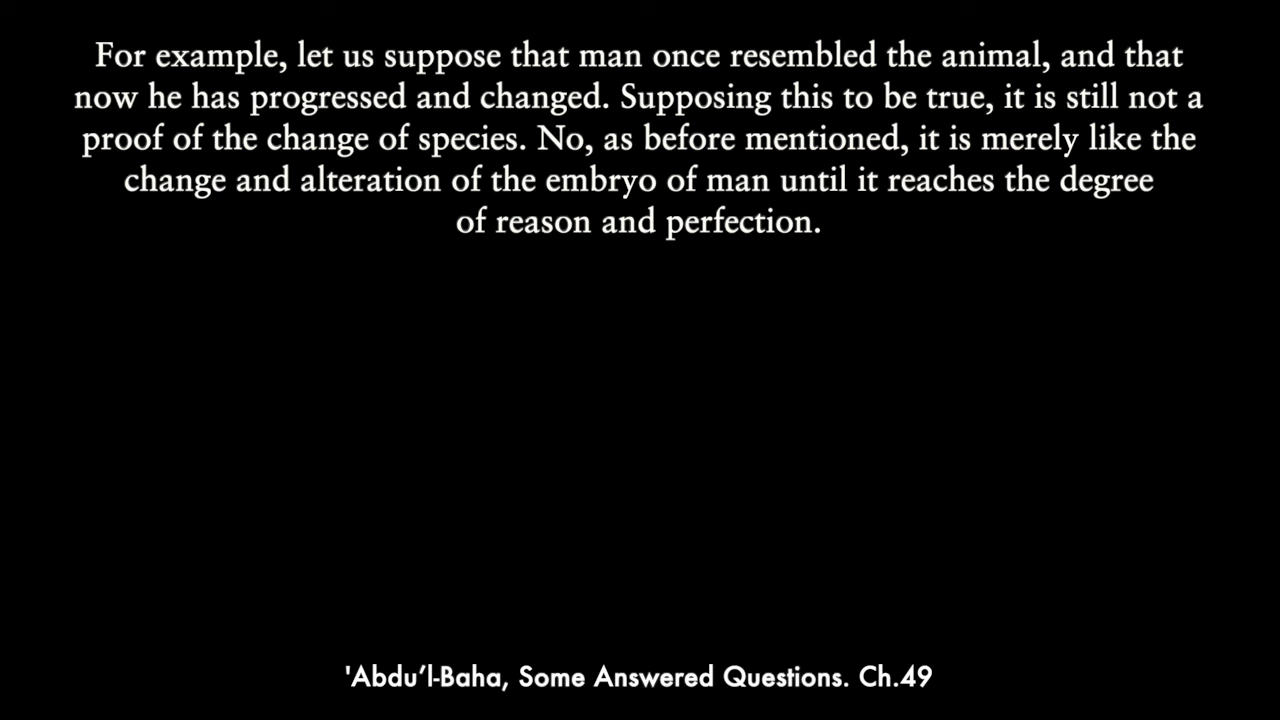 For example, let us suppose that man once resembled the animal, and that
now he has progressed and changed. Supposing this to be true, it is still not a
proof of the change of species. No, as before mentioned, it is merely like the
change and alteration of the embryo of man until it reaches the degree
of reason and perfection.
'Abdu’l-Baha, Some Answered Questions. Ch.49